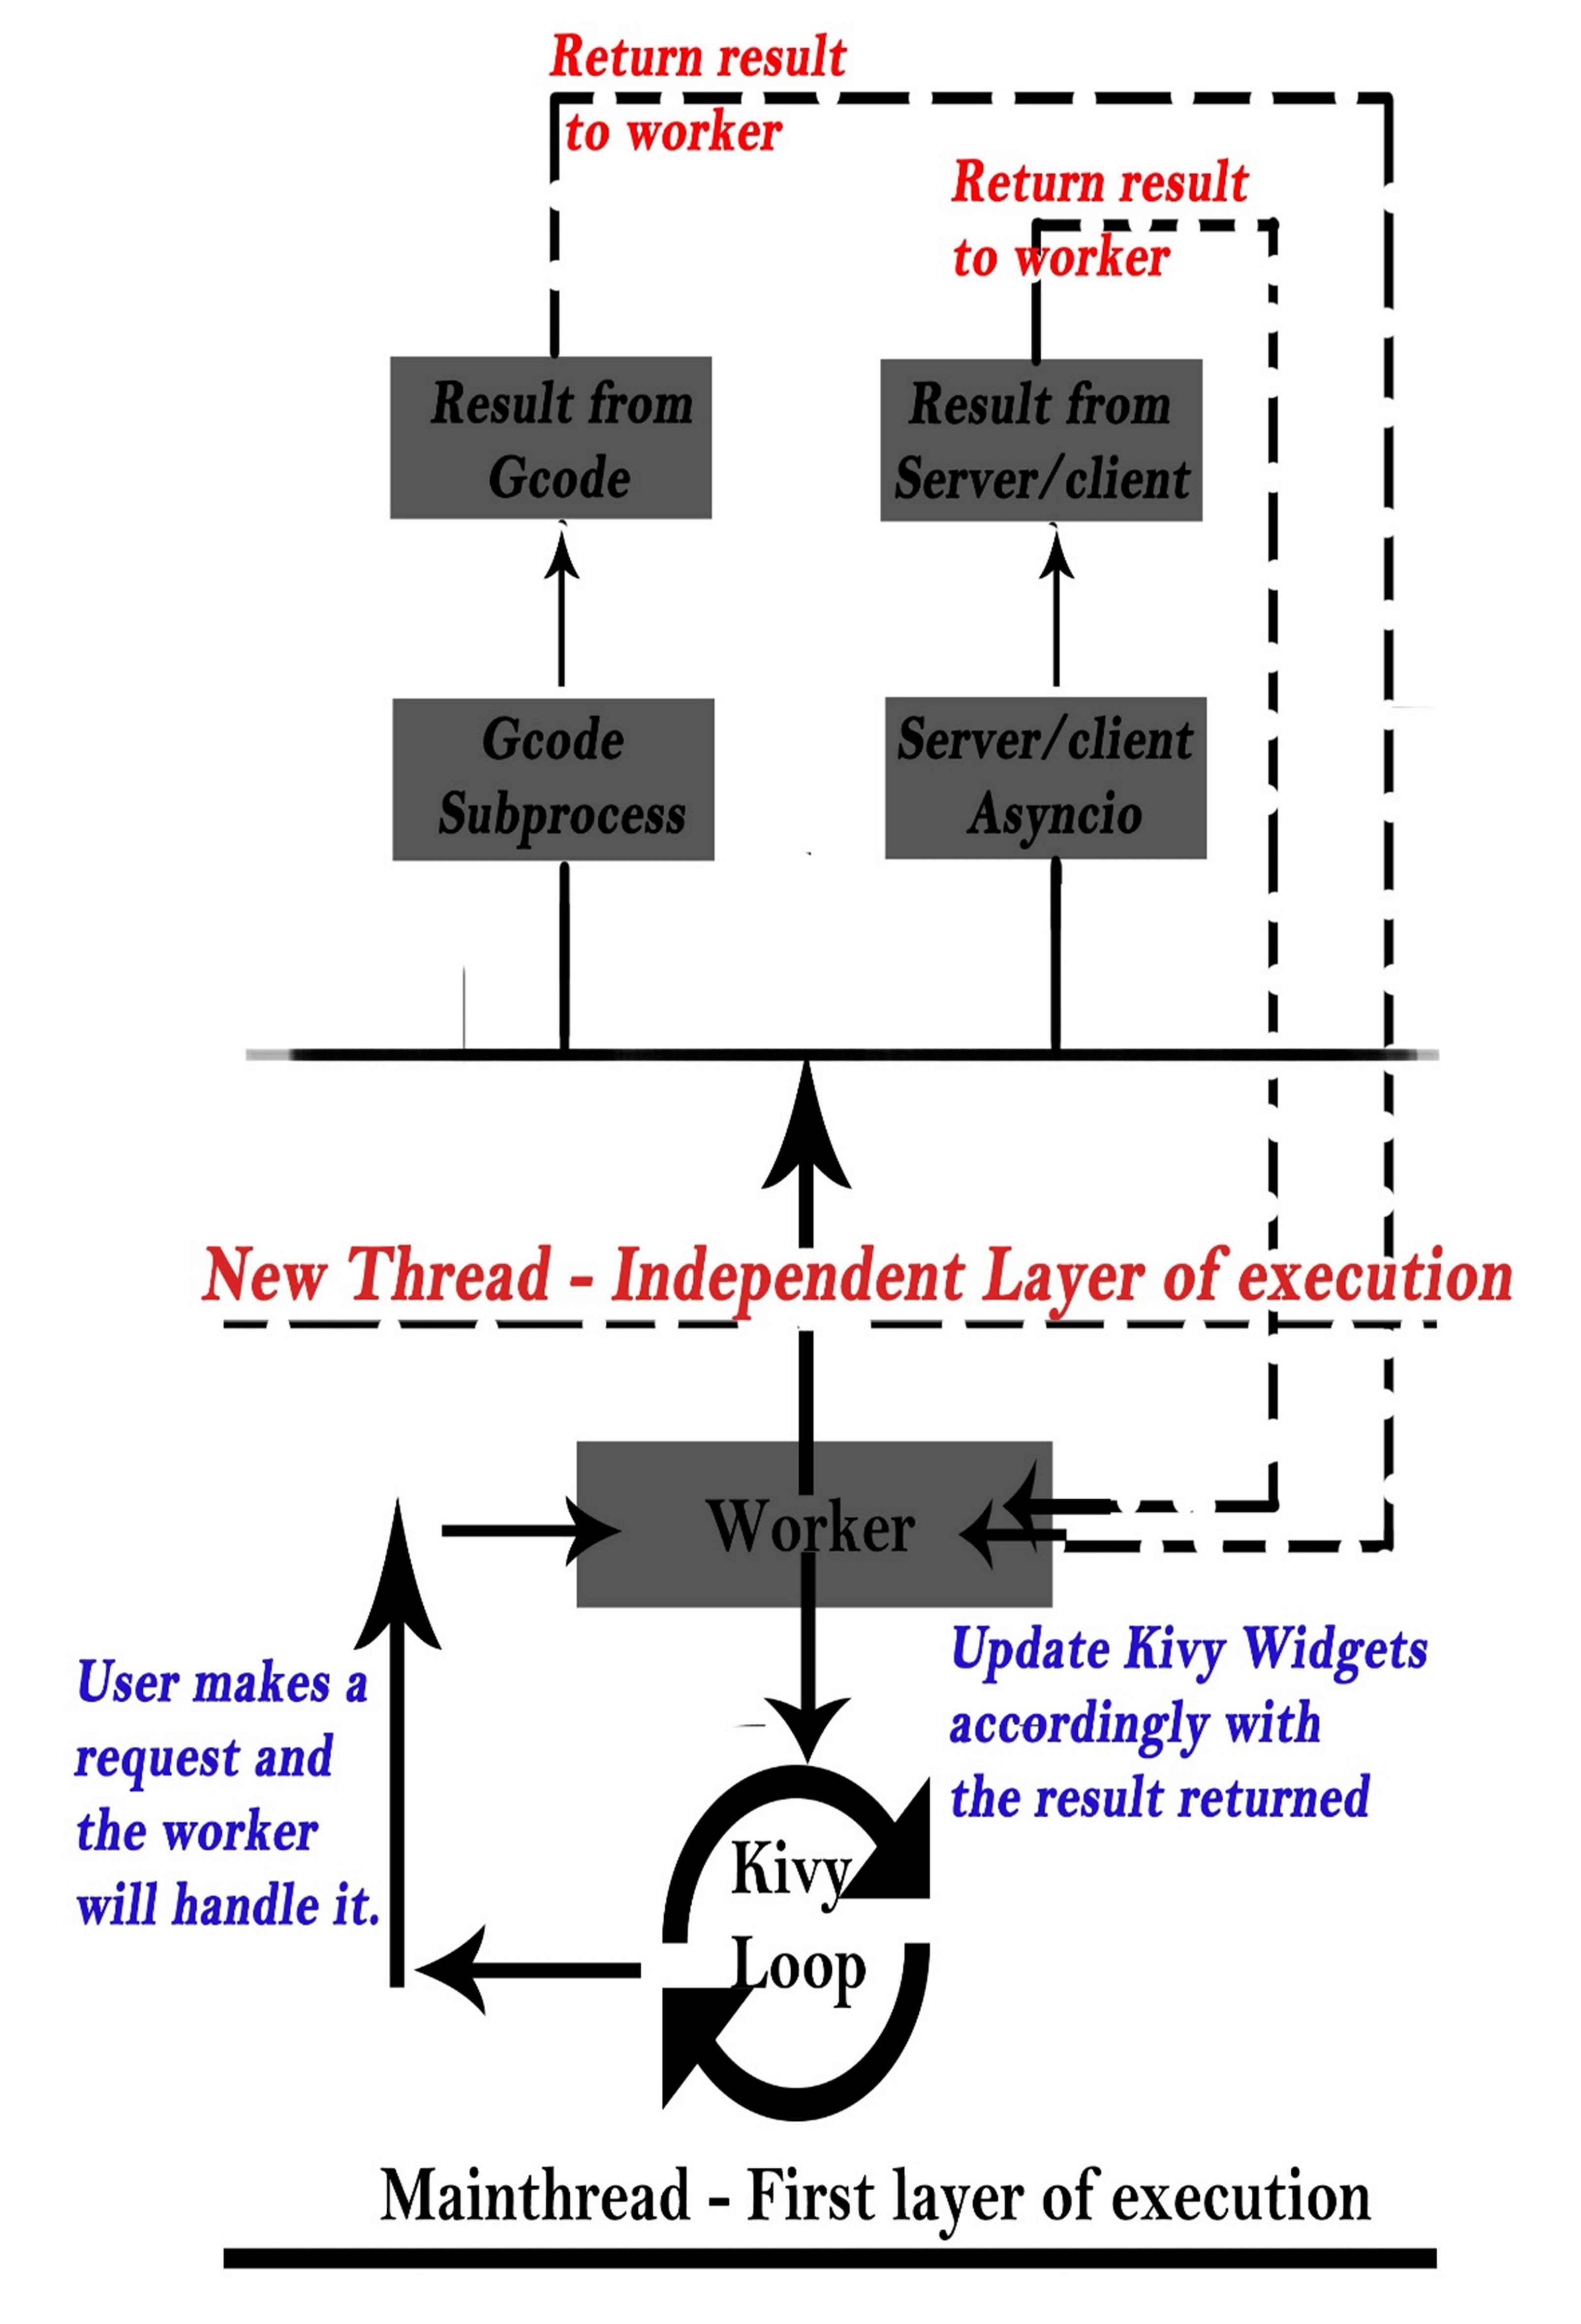 Return result
to worker
Return result
to worker
Result from
Gcode
Result from
Server/client
Gcode
Subprocess
Server/client
Asyncio
New Thread - Independent Layer of execution
Worker
User makes a
request and
the worker
will handle it.
Update Kivy Widgets
accordingly with
the result returned
Kivy
Loop
Mainthread - First layer of execution